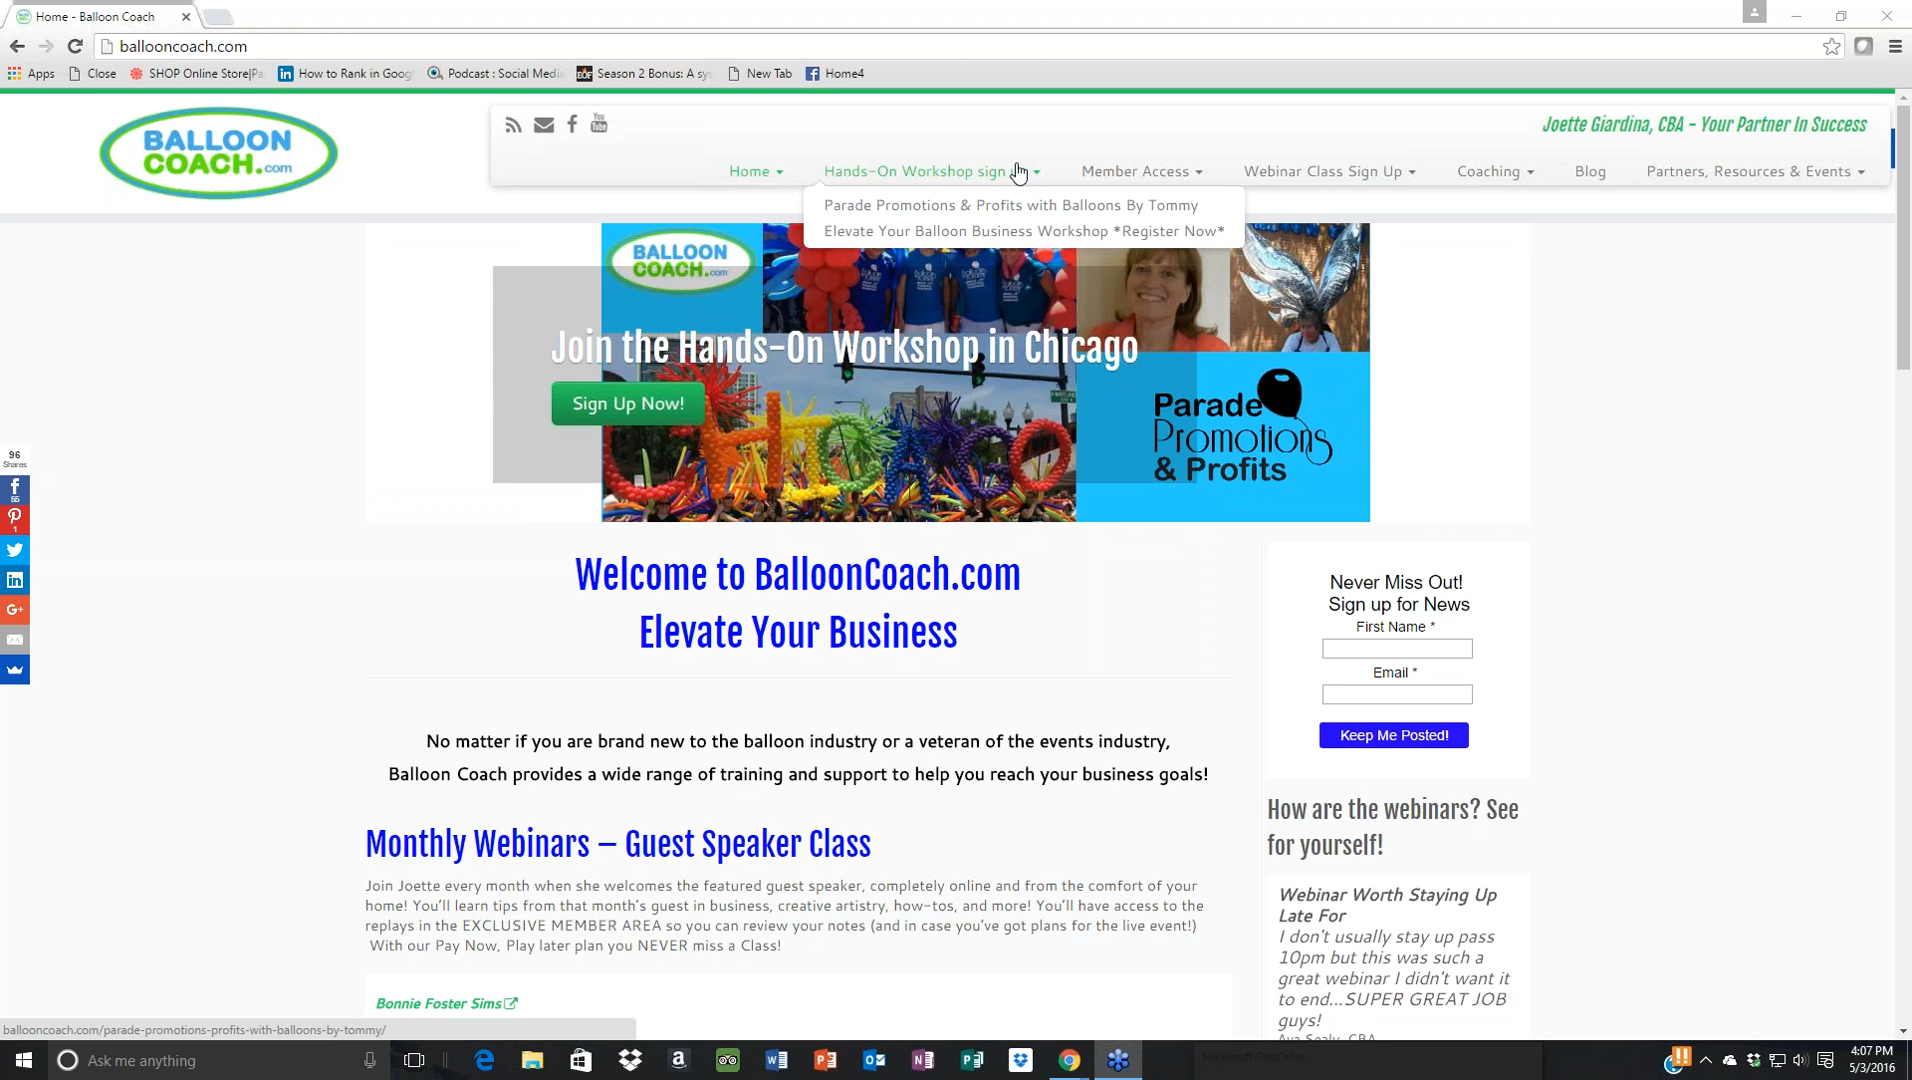 Home - Balloon Coach
ballooncoach.com
Apps
Close
SHOP Online Store|Pa
How to Rank in Goog
Podcast : Social Media
Season 2 Bonus: A sys
New Tab
Home4
BALLOON
COACH.com
You
Tube
Joette Giardina, CBA - Your Partner In Success
Home
Hands-On Workshop sign
Member Access
Webinar Class Sign Up
Coaching
Blog
Partners, Resources & Events
Parade Promotions & Profits with Balloons By Tommy
Elevate Your Balloon Business Workshop *Register Now*
BALLOON
COACH.com
Join the Hands-On Workshop in Chicago
Sign Up Now!
CHICAGO
Parade
Promotions
& Profits
96
Shares
55
1
Welcome to BalloonCoach.com
Elevate Your Business
Never Miss Out!
Sign up for News
First Name *
Email *
Keep Me Posted!
No matter if you are brand new to the balloon industry or a veteran of the events industry,
Balloon Coach provides a wide range of training and support to help you reach your business goals!
Monthly Webinars – Guest Speaker Class
Join Joette every month when she welcomes the featured guest speaker, completely online and from the comfort of your
home! You'll learn tips from that month's guest in business, creative artistry, how-tos, and more! You'll have access to the
replays in the EXCLUSIVE MEMBER AREA so you can review your notes (and in case you've got plans for the live event!)
With our Pay Now, Play later plan you NEVER miss a Class!
Bonnie Foster Sims
How are the webinars? See
for yourself!
Webinar Worth Staying Up
Late For
I don't usually stay up pass
10pm but this was such a
great webinar I didn't want it
to end...SUPER GREAT JOB
guys!
ballooncoach.com/parade-promotions-profits-with-balloons-by-tommy/
Ask me anything
4:07 PM
5/3/2016